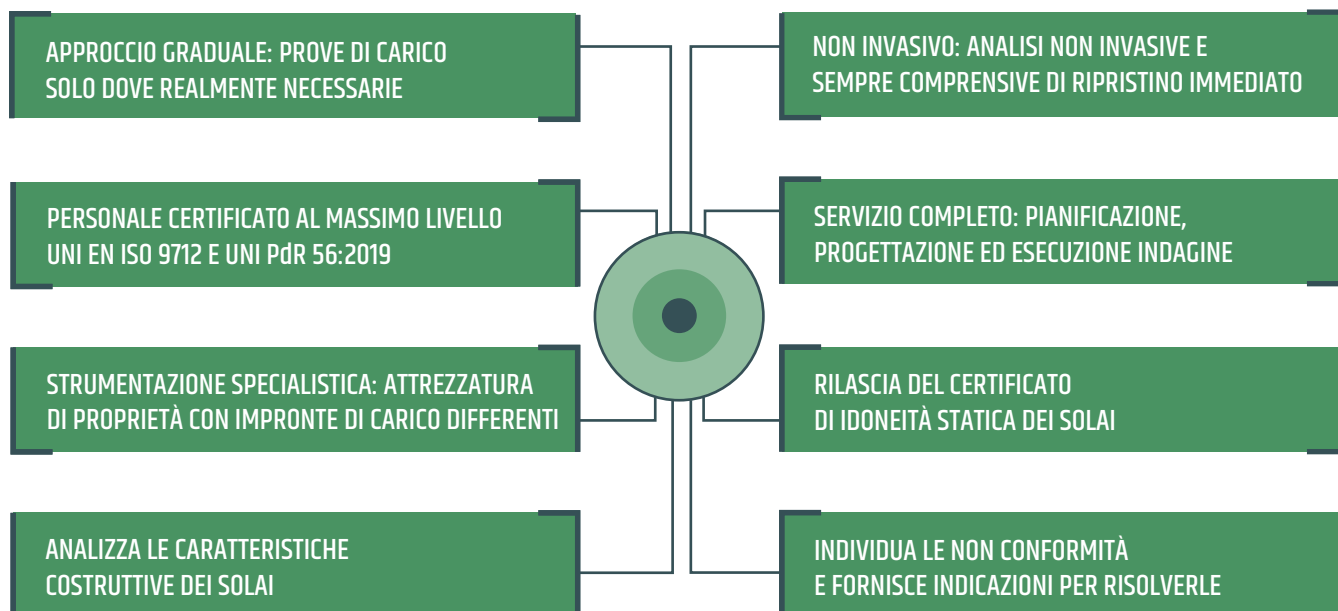 APPROCCIO GRADUALE: PROVE DI CARICO
SOLO DOVE REALMENTE NECESSARIE
NON INVASIVO: ANALISI NON INVASIVE E
SEMPRE COMPRENSIVE DI RIPRISTINO IMMEDIATO
PERSONALE CERTIFICATO AL MASSIMO LIVELLO
UNI EN ISO 9712 E UNI PdR 56:2019
SERVIZIO COMPLETO: PIANIFICAZIONE,
PROGETTAZIONE ED ESECUZIONE INDAGINE
STRUMENTAZIONE SPECIALISTICA: ATTREZZATURA
DI PROPRIETÀ CON IMPRONTE DI CARICO DIFFERENTI
RILASCIA DEL CERTIFICATO
DI IDONEITÀ STATICA DEI SOLAI
ANALIZZA LE CARATTERISTICHE
COSTRUTTIVE DEI SOLAI
INDIVIDUA LE NON CONFORMITÀ
E FORNISCE INDICAZIONI PER RISOLVERLE